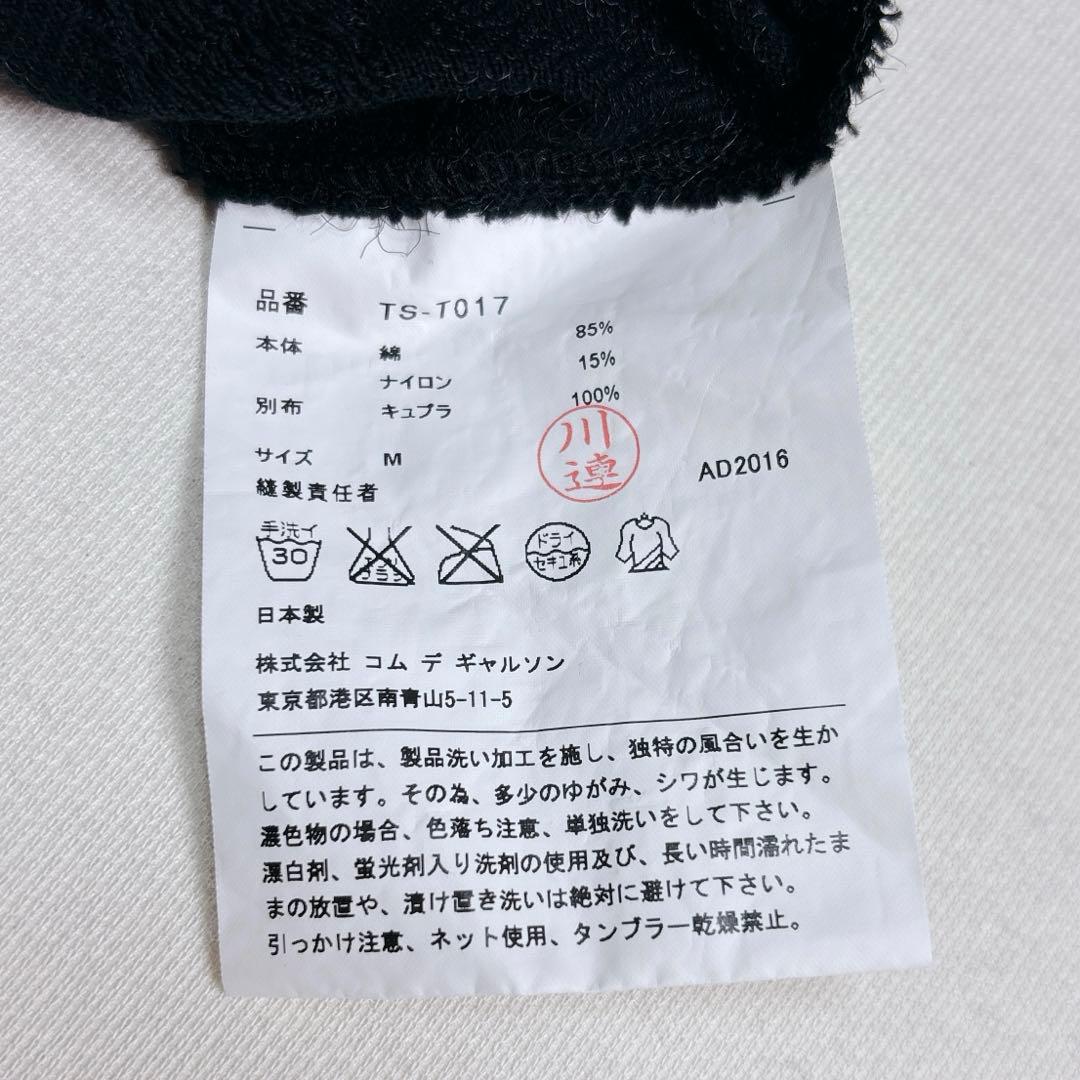 品番 TS-T017
本体 綿 85%
ナイロン 15%
別布 キュプラ 100%
サイズ M
縫製責任者 川連 AD2016
手洗イ 30 エンソ サラシ ドライ セキユ系
日本製
株式会社 コム デ ギャルソン
東京都港区南青山5-11-5
この製品は、製品洗い加工を施し、独特の風合いを生か
しています。その為、多少のゆがみ、シワが生じます。
濃色物の場合、色落ち注意、単独洗いをして下さい。
漂白剤、蛍光剤入り洗剤の使用及び、長い時間濡れたま
まの放置や、漬け置き洗いは絶対に避けて下さい。
引っかけ注意、ネット使用、タンブラー乾燥禁止。